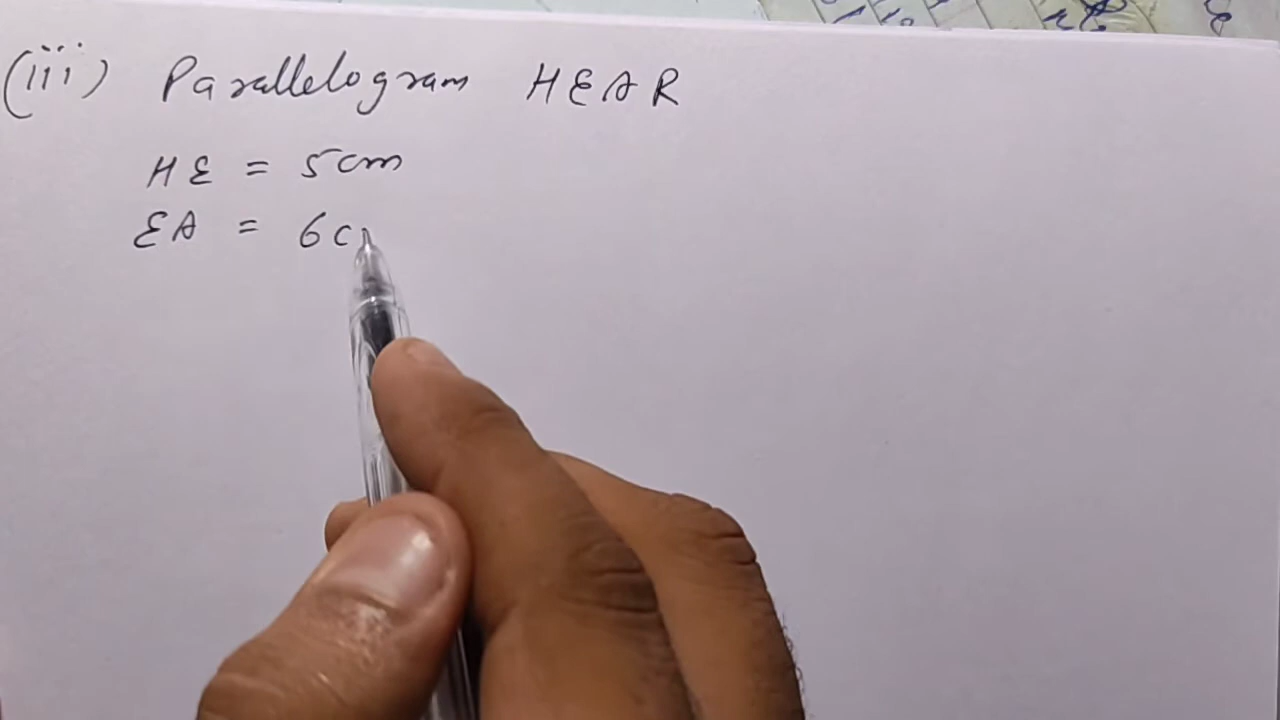 (iii) Parallelogram HEAR
HE = 5cm
EA = 6c